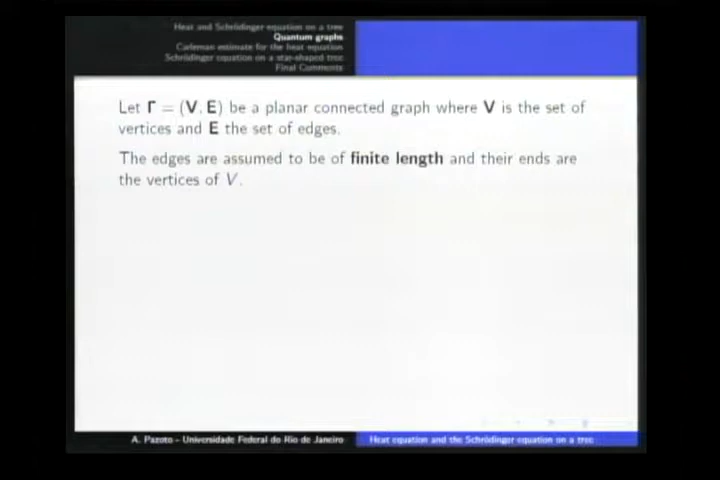 Heat and Schrödinger equation on a tree
Quantum graphs
Carleman estimate for the heat equation
Schrödinger equation on a star-shaped tree
Final Comments
Let Γ = (V, E) be a planar connected graph where V is the set of
vertices and E the set of edges.
The edges are assumed to be of finite length and their ends are
the vertices of V.
A. Pazoto – Universidade Federal do Rio de Janeiro
Heat equation and the Schrödinger equation on a tree